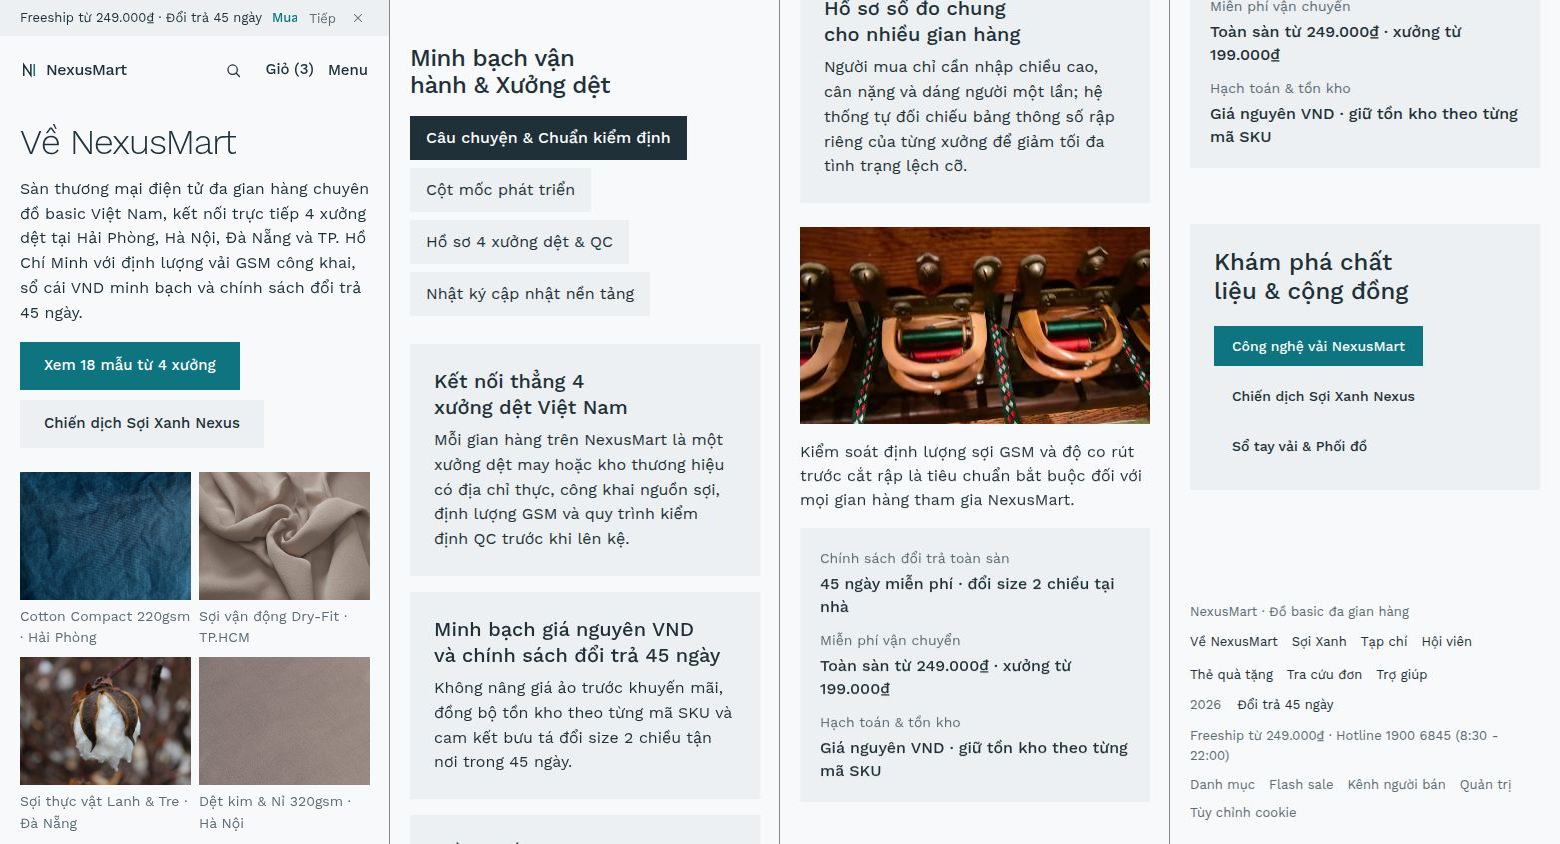 Freeship từ 249.000₫ · Đổi trả 45 ngày Mua Tiếp
NexusMart Giỏ (3) Menu
Về NexusMart
Sàn thương mại điện tử đa gian hàng chuyên
đồ basic Việt Nam, kết nối trực tiếp 4 xưởng
dệt tại Hải Phòng, Hà Nội, Đà Nẵng và TP. Hồ
Chí Minh với định lượng vải GSM công khai,
sổ cái VND minh bạch và chính sách đổi trả
45 ngày.
Xem 18 mẫu từ 4 xưởng
Chiến dịch Sợi Xanh Nexus
Cotton Compact 220gsm
· Hải Phòng
Sợi vận động Dry-Fit ·
TP.HCM
Sợi thực vật Lanh & Tre ·
Đà Nẵng
Dệt kim & Nỉ 320gsm ·
Hà Nội
Minh bạch vận
hành & Xưởng dệt
Câu chuyện & Chuẩn kiểm định
Cột mốc phát triển
Hồ sơ 4 xưởng dệt & QC
Nhật ký cập nhật nền tảng
Kết nối thẳng 4
xưởng dệt Việt Nam
Mỗi gian hàng trên NexusMart là một
xưởng dệt may hoặc kho thương hiệu
có địa chỉ thực, công khai nguồn sợi,
định lượng GSM và quy trình kiểm
định QC trước khi lên kệ.
Minh bạch giá nguyên VND
và chính sách đổi trả 45 ngày
Không nâng giá ảo trước khuyến mãi,
đồng bộ tồn kho theo từng mã SKU và
cam kết bưu tá đổi size 2 chiều tận
nơi trong 45 ngày.
Hồ sơ số đo chung
cho nhiều gian hàng
Người mua chỉ cần nhập chiều cao,
cân nặng và dáng người một lần; hệ
thống tự đối chiếu bảng thông số rập
riêng của từng xưởng để giảm tối đa
tình trạng lệch cỡ.
Kiểm soát định lượng sợi GSM và độ co rút
trước cắt rập là tiêu chuẩn bắt buộc đối với
mọi gian hàng tham gia NexusMart.
Chính sách đổi trả toàn sàn
45 ngày miễn phí · đổi size 2 chiều tại
nhà
Miễn phí vận chuyển
Toàn sàn từ 249.000₫ · xưởng từ
199.000₫
Hạch toán & tồn kho
Giá nguyên VND · giữ tồn kho theo từng
mã SKU
Miễn phí vận chuyển
Toàn sàn từ 249.000₫ · xưởng từ
199.000₫
Hạch toán & tồn kho
Giá nguyên VND · giữ tồn kho theo từng
mã SKU
Khám phá chất
liệu & cộng đồng
Công nghệ vải NexusMart
Chiến dịch Sợi Xanh Nexus
Sổ tay vải & Phối đồ
NexusMart · Đồ basic đa gian hàng
Về NexusMart Sợi Xanh Tạp chí Hội viên
Thẻ quà tặng Tra cứu đơn Trợ giúp
2026 Đổi trả 45 ngày
Freeship từ 249.000₫ · Hotline 1900 6845 (8:30 -
22:00)
Danh mục Flash sale Kênh người bán Quản trị
Tùy chỉnh cookie